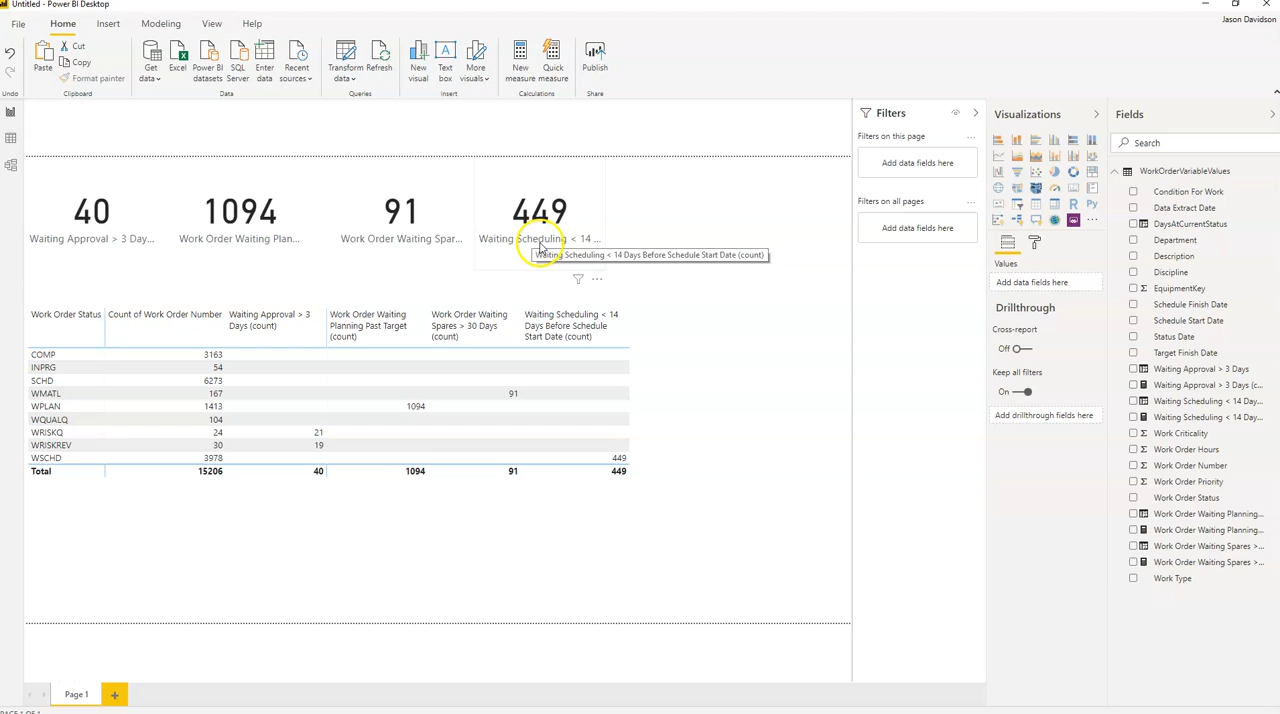 Untitled - Power BI Desktop
Jason Davidson
File Home Insert Modeling View Help
Paste
Cut
Copy
Format painter
Get data
Excel
Power BI datasets
SQL Server
Enter data
Recent sources
Transform data
Refresh
New visual
Text box
More visuals
New measure
Quick measure
Publish
Undo Clipboard Data Queries Insert Calculations Share
40
Waiting Approval > 3 Day...
1094
Work Order Waiting Plan...
91
Work Order Waiting Spar...
449
Waiting Scheduling < 14 ...
Waiting Scheduling < 14 Days Before Schedule Start Date (count)
Work Order Status Count of Work Order Number Waiting Approval > 3 Days (count) Work Order Waiting Planning Past Target (count) Work Order Waiting Spares > 30 Days (count) Waiting Scheduling < 14 Days Before Schedule Start Date (count)
COMP 3163
INPRG 54
SCHD 6273
WMATL 167 91
WPLAN 1413 1094
WQUALQ 104
WRISKQ 24 21
WRISKREV 30 19
WSCHD 3978 449
Total 15206 40 1094 91 449
Page 1
PAGE 1 OF 1
Filters
Filters on this page
Add data fields here
Filters on all pages
Add data fields here
Visualizations
R Py
Values
Add data fields here
Drillthrough
Cross-report
Off
Keep all filters
On
Add drillthrough fields here
Fields
Search
WorkOrderVariableValues
Condition For Work
Data Extract Date
DaysAtCurrentStatus
Department
Description
Discipline
EquipmentKey
Schedule Finish Date
Schedule Start Date
Status Date
Target Finish Date
Waiting Approval > 3 Days
Waiting Approval > 3 Days (c...
Waiting Scheduling < 14 Day...
Waiting Scheduling < 14 Day...
Work Criticality
Work Order Hours
Work Order Number
Work Order Priority
Work Order Status
Work Order Waiting Planning...
Work Order Waiting Planning...
Work Order Waiting Spares >...
Work Order Waiting Spares >...
Work Type